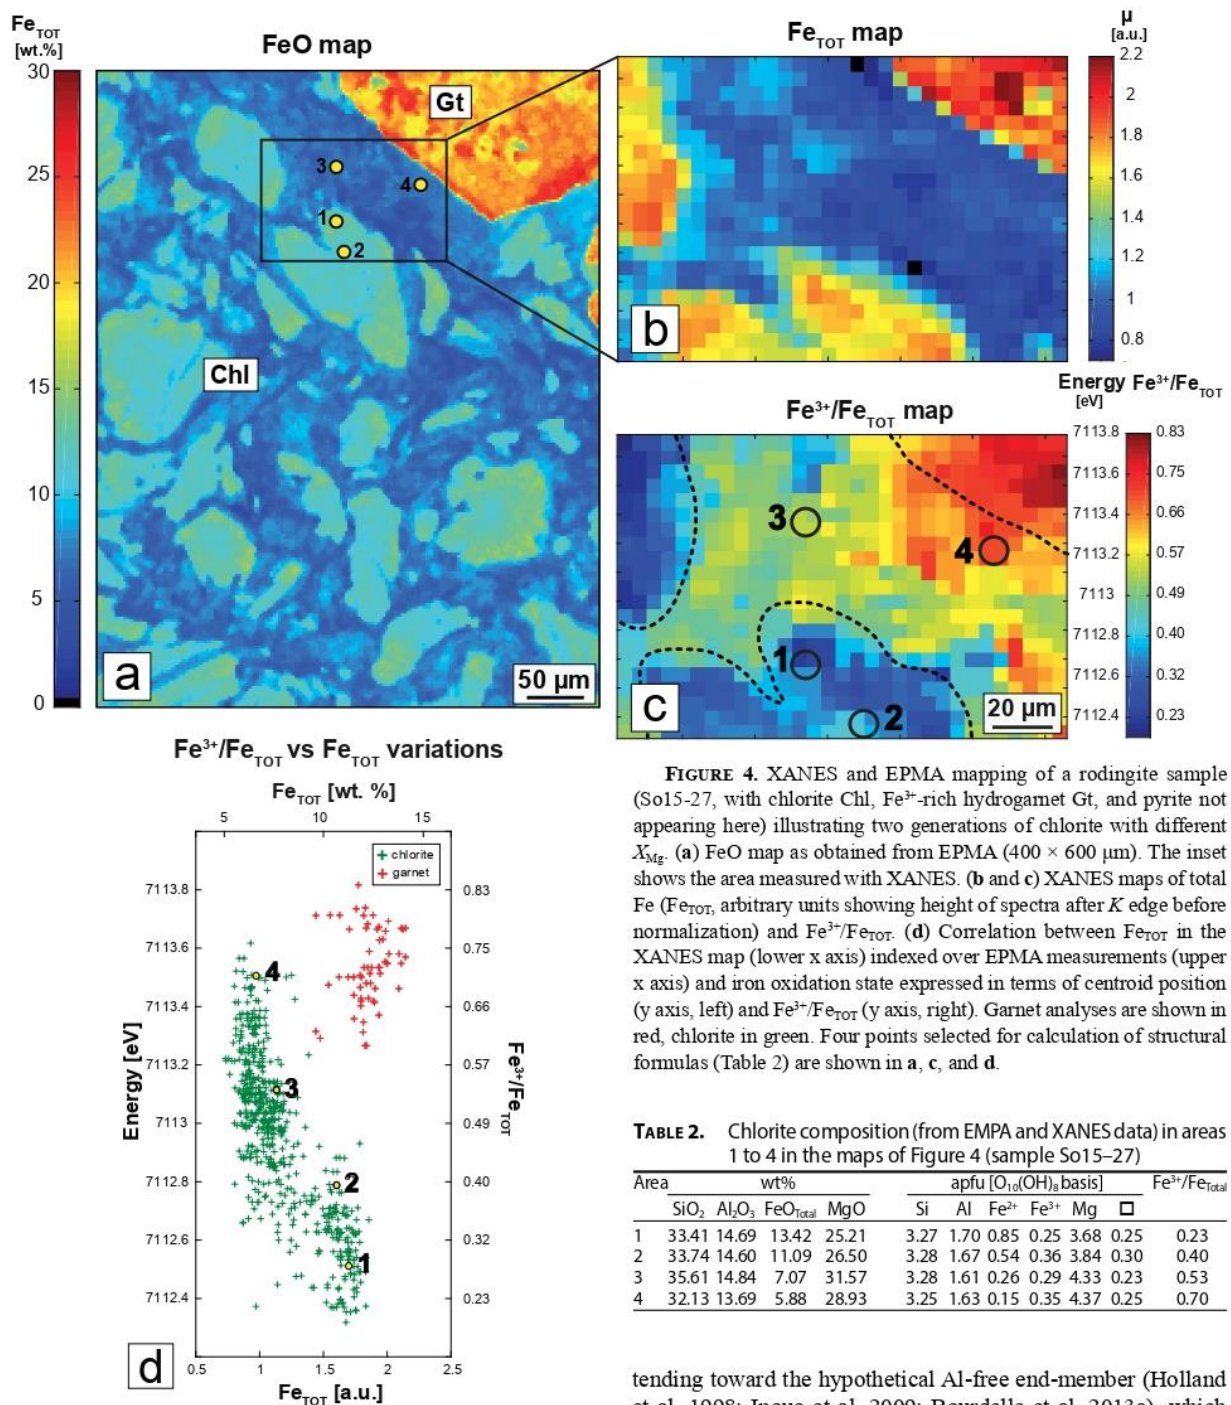 Fe_TOT
[wt.%]
FeO map
30
25
20
15
10
5
0
Gt
3
4
1
2
Chl
a
50 µm
Fe_TOT map
µ
[a.u.]
2.2
2
1.8
1.6
1.4
1.2
1
0.8
b
Fe³⁺/Fe_TOT map
Energy Fe³⁺/Fe_TOT
[eV]
7113.8 0.83
7113.6 0.75
7113.4 0.66
7113.2 0.57
7113 0.49
7112.8 0.40
7112.6 0.32
7112.4 0.23
3
4
1
2
c
20 µm
Fe³⁺/Fe_TOT vs Fe_TOT variations
Fe_TOT [wt. %]
5 10 15
+ chlorite
+ garnet
7113.8 0.83
7113.6 0.75
7113.4 0.66
7113.2 0.57
7113 0.49
7112.8 0.40
7112.6 0.32
7112.4 0.23
Energy [eV]
Fe³⁺/Fe_TOT
4
3
2
1
0.5 1 1.5 2 2.5
Fe_TOT [a.u.]
d
FIGURE 4. XANES and EPMA mapping of a rodingite sample
(So15-27, with chlorite Chl, Fe³⁺-rich hydrogarnet Gt, and pyrite not
appearing here) illustrating two generations of chlorite with different
X_Mg. (a) FeO map as obtained from EPMA (400 × 600 µm). The inset
shows the area measured with XANES. (b and c) XANES maps of total
Fe (Fe_TOT, arbitrary units showing height of spectra after K edge before
normalization) and Fe³⁺/Fe_TOT. (d) Correlation between Fe_TOT in the
XANES map (lower x axis) indexed over EPMA measurements (upper
x axis) and iron oxidation state expressed in terms of centroid position
(y axis, left) and Fe³⁺/Fe_TOT (y axis, right). Garnet analyses are shown in
red, chlorite in green. Four points selected for calculation of structural
formulas (Table 2) are shown in a, c, and d.
TABLE 2. Chlorite composition (from EMPA and XANES data) in areas
1 to 4 in the maps of Figure 4 (sample So15–27)
Area wt% apfu [O₁₀(OH)₈ basis] Fe³⁺/Fe_Total
SiO₂ Al₂O₃ FeO_Total MgO Si Al Fe²⁺ Fe³⁺ Mg □
1 33.41 14.69 13.42 25.21 3.27 1.70 0.85 0.25 3.68 0.25 0.23
2 33.74 14.60 11.09 26.50 3.28 1.67 0.54 0.36 3.84 0.30 0.40
3 35.61 14.84 7.07 31.57 3.28 1.61 0.26 0.29 4.33 0.23 0.53
4 32.13 13.69 5.88 28.93 3.25 1.63 0.15 0.35 4.37 0.25 0.70
tending toward the hypothetical Al-free end-member (Holland
et al. 1998; Inoue et al. 2009; Bourdelle et al. 2013a), which